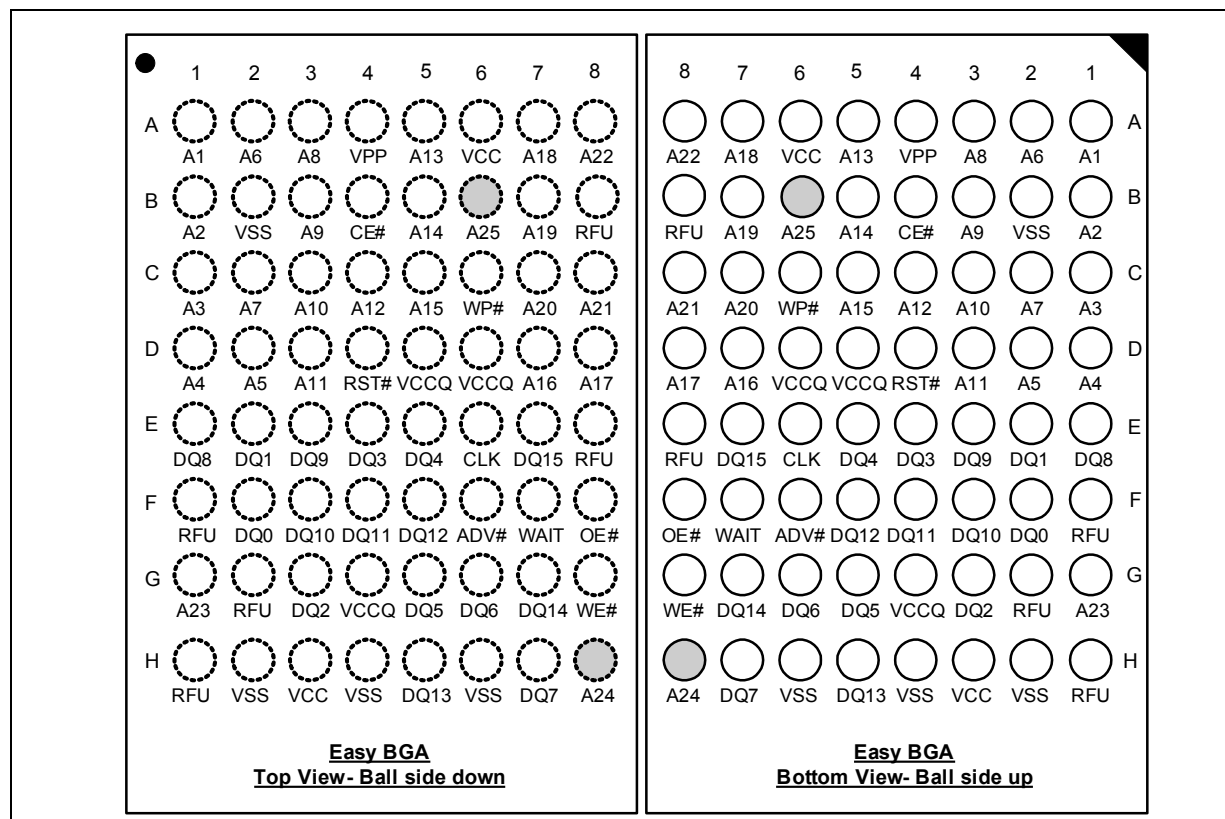 1 2 3 4 5 6 7 8 8 7 6 5 4 3 2 1
A A
A1 A6 A8 VPP A13 VCC A18 A22 A22 A18 VCC A13 VPP A8 A6 A1
B B
A2 VSS A9 CE# A14 A25 A19 RFU RFU A19 A25 A14 CE# A9 VSS A2
C C
A3 A7 A10 A12 A15 WP# A20 A21 A21 A20 WP# A15 A12 A10 A7 A3
D D
A4 A5 A11 RST# VCCQ VCCQ A16 A17 A17 A16 VCCQ VCCQ RST# A11 A5 A4
E E
DQ8 DQ1 DQ9 DQ3 DQ4 CLK DQ15 RFU RFU DQ15 CLK DQ4 DQ3 DQ9 DQ1 DQ8
F F
RFU DQ0 DQ10 DQ11 DQ12 ADV# WAIT OE# OE# WAIT ADV# DQ12 DQ11 DQ10 DQ0 RFU
G G
A23 RFU DQ2 VCCQ DQ5 DQ6 DQ14 WE# WE# DQ14 DQ6 DQ5 VCCQ DQ2 RFU A23
H H
RFU VSS VCC VSS DQ13 VSS DQ7 A24 A24 DQ7 VSS DQ13 VSS VCC VSS RFU
Easy BGA Easy BGA
Top View- Ball side down Bottom View- Ball side up